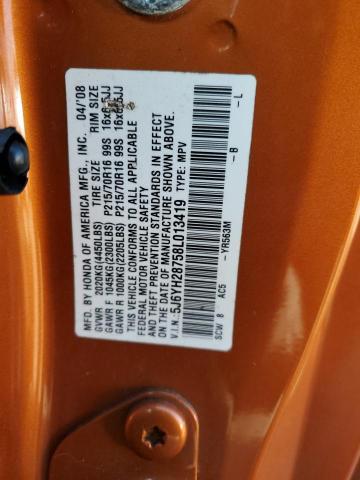 MFD. BY HONDA OF AMERICA MFG., INC. 04/'08
TIRE SIZE RIM SIZE
GVWR 2020KG(4450LBS)
GAWR F 1045KG(2300LBS) P215/70R16 99S 16x6.5JJ
GAWR R 1000KG(2205LBS) P215/70R16 99S 16x6.5JJ
THIS VEHICLE CONFORMS TO ALL APPLICABLE
FEDERAL MOTOR VEHICLE SAFETY
AND THEFT PREVENTION STANDARDS IN EFFECT
ON THE DATE OF MANUFACTURE SHOWN ABOVE.
V.I.N.: 5J6YH28758L013419 TYPE: MPV
SCW 8 AC5 -YR563M -B -L